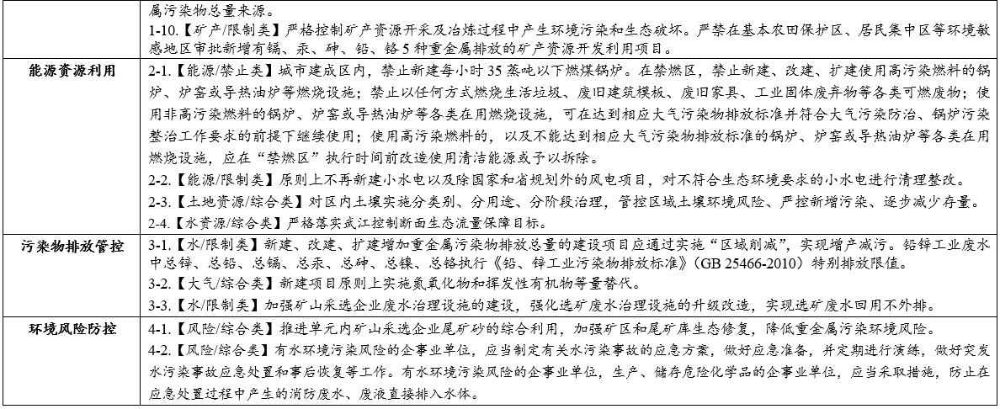 属污染物总量来源。
1-10.【矿产/限制类】严格控制矿产资源开采及冶炼过程中产生环境污染和生态破坏。严禁在基本农田保护区、居民集中区等环境敏
感地区审批新增有镉、汞、砷、铅、铬 5 种重金属排放的矿产资源开发利用项目。
能源资源利用
2-1.【能源/禁止类】城市建成区内，禁止新建每小时 35 蒸吨以下燃煤锅炉。在禁燃区，禁止新建、改建、扩建使用高污染燃料的锅
炉、炉窑或导热油炉等燃烧设施；禁止以任何方式燃烧生活垃圾、废旧建筑模板、废旧家具、工业固体废弃物等各类可燃废物；使
用非高污染燃料的锅炉、炉窑或导热油炉等各类在用燃烧设施，可在达到相应大气污染物排放标准并符合大气污染防治、锅炉污染
整治工作要求的前提下继续使用；使用高污染燃料的，以及不能达到相应大气污染物排放标准的锅炉、炉窑或导热油炉等各类在用
燃烧设施，应在“禁燃区”执行时间前改造使用清洁能源或予以拆除。
2-2.【能源/限制类】原则上不再新建小水电以及除国家和省规划外的风电项目，对不符合生态环境要求的小水电进行清理整改。
2-3.【土地资源/综合类】对区内土壤实施分类别、分用途、分阶段治理，管控区域土壤环境风险、严控新增污染、逐步减少存量。
2-4.【水资源/综合类】严格落实武江控制断面生态流量保障目标。
污染物排放管控
3-1.【水/限制类】新建、改建、扩建增加重金属污染物排放总量的建设项目应通过实施“区域削减”，实现增产减污。铅锌工业废水
中总锌、总铅、总镉、总汞、总砷、总镍、总铬执行《铅、锌工业污染物排放标准》（GB 25466-2010）特别排放限值。
3-2.【大气/综合类】新建项目原则上实施氮氧化物和挥发性有机物等量替代。
3-3.【水/限制类】加强矿山采选企业废水治理设施的建设，强化选矿废水治理设施的升级改造，实现选矿废水回用不外排。
环境风险防控
4-1.【风险/综合类】推进单元内矿山采选企业尾矿砂的综合利用，加强矿区和尾矿库生态修复，降低重金属污染环境风险。
4-2.【风险/综合类】有水环境污染风险的企事业单位，应当制定有关水污染事故的应急方案，做好应急准备，并定期进行演练，做好突发
水污染事故应急处置和事后恢复等工作。有水环境污染风险的企事业单位，生产、储存危险化学品的企事业单位，应当采取措施，防止在
应急处置过程中产生的消防废水、废液直接排入水体。